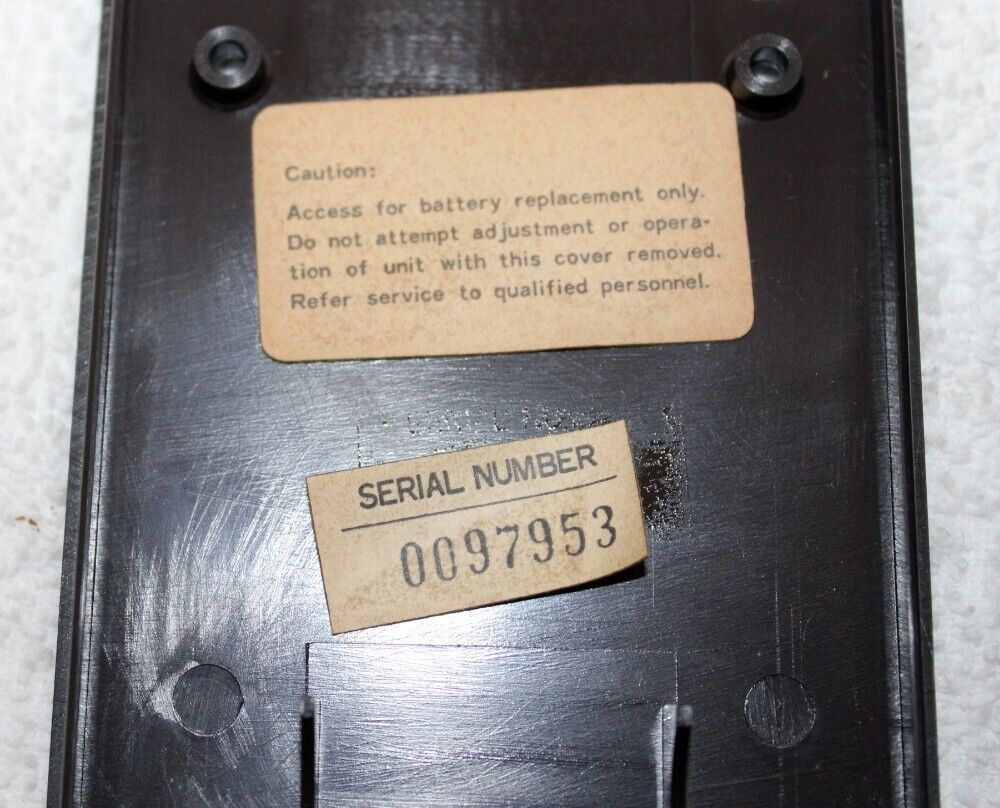 Caution:
Access for battery replacement only.
Do not attempt adjustment or opera-
tion of unit with this cover removed.
Refer service to qualified personnel.
SERIAL NUMBER
0097953